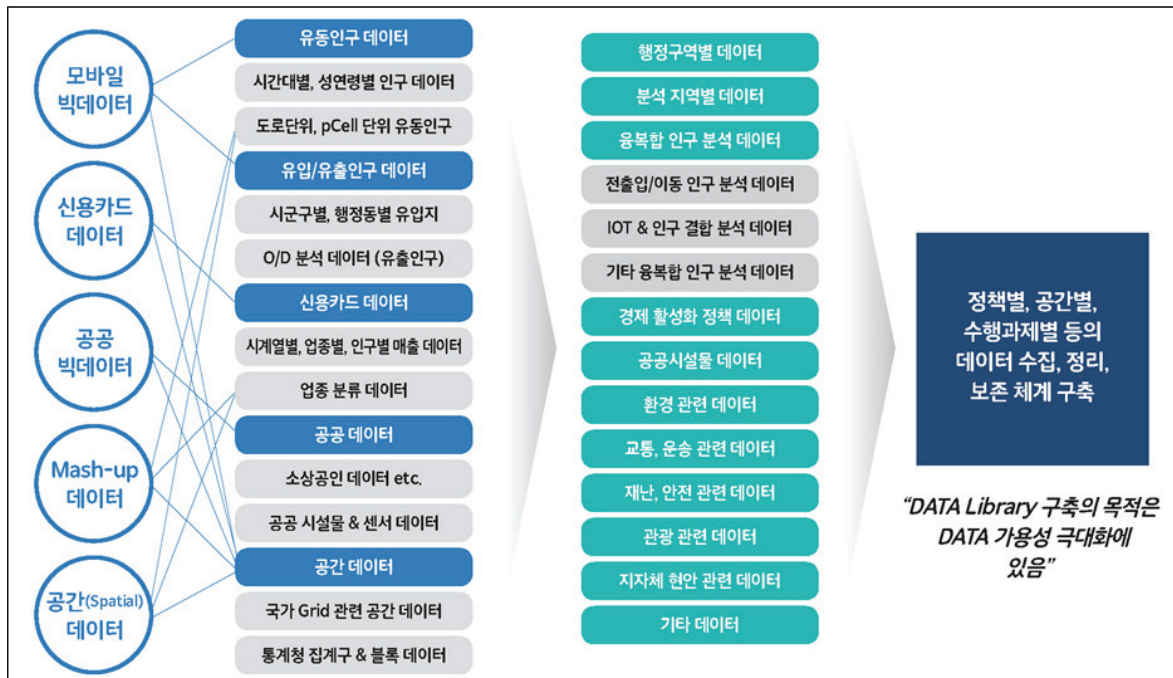 모바일
빅데이터
신용카드
데이터
공공
빅데이터
Mash-up
데이터
공간(Spatial)
데이터
유동인구 데이터
시간대별, 성연령별 인구 데이터
도로단위, pCell 단위 유동인구
유입/유출인구 데이터
시군구별, 행정동별 유입지
O/D 분석 데이터 (유출인구)
신용카드 데이터
시계열별, 업종별, 인구별 매출 데이터
업종 분류 데이터
공공 데이터
소상공인 데이터 etc.
공공 시설물 & 센서 데이터
공간 데이터
국가 Grid 관련 공간 데이터
통계청 집계구 & 블록 데이터
행정구역별 데이터
분석 지역별 데이터
융복합 인구 분석 데이터
전출입/이동 인구 분석 데이터
IOT & 인구 결합 분석 데이터
기타 융복합 인구 분석 데이터
경제 활성화 정책 데이터
공공시설물 데이터
환경 관련 데이터
교통, 운송 관련 데이터
재난, 안전 관련 데이터
관광 관련 데이터
지자체 현안 관련 데이터
기타 데이터
정책별, 공간별,
수행과제별 등의
데이터 수집, 정리,
보존 체계 구축
“DATA Library 구축의 목적은
DATA 가용성 극대화에
있음”